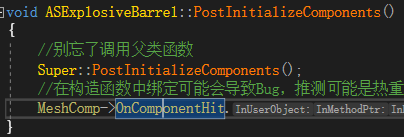 void ASExplosiveBarrel::PostInitializeComponents()
{
//别忘了调用父类函数
Super::PostInitializeComponents();
//在构造函数中绑定可能会导致Bug，推测可能是热重
MeshComp->OnComponentHit. InUserObject: InMethodPtr: In
}